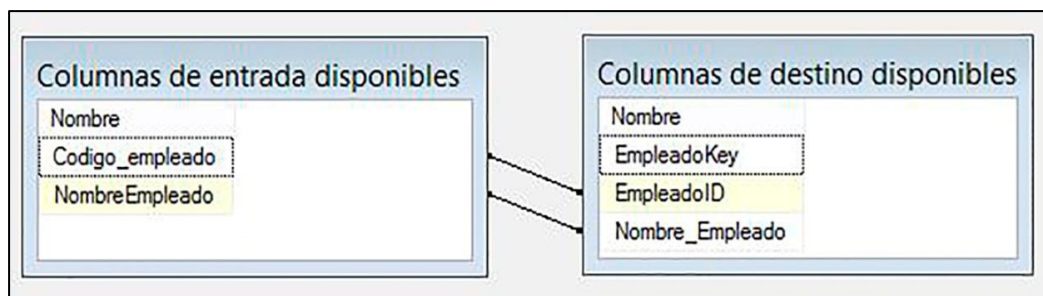 Columnas de entrada disponibles
Nombre
Codigo_empleado
NombreEmpleado
Columnas de destino disponibles
Nombre
EmpleadoKey
EmpleadoID
Nombre_Empleado